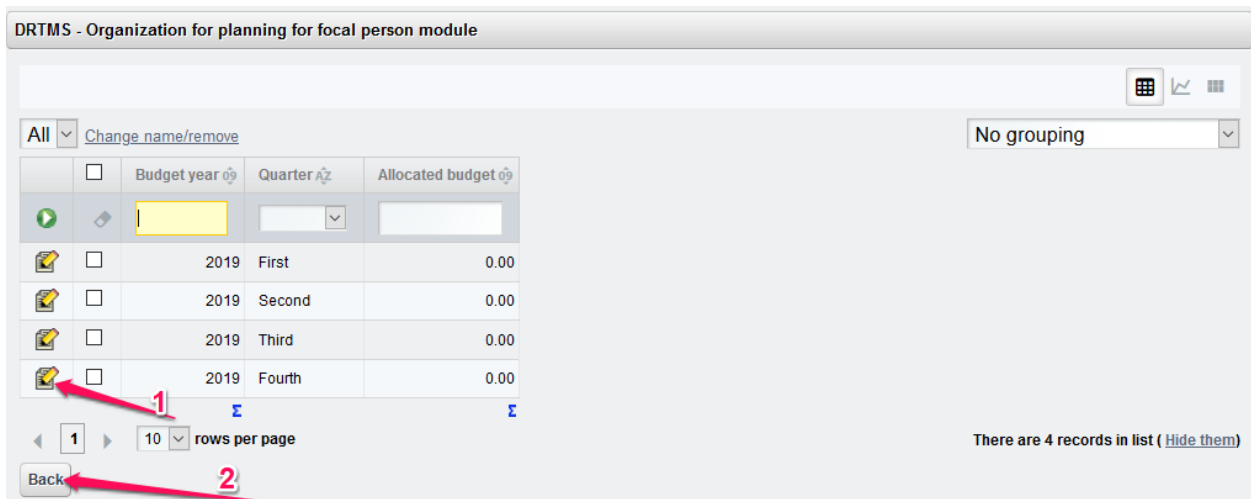 DRTMS - Organization for planning for focal person module
All Change name/remove No grouping
Budget year Quarter Allocated budget
2019 First 0.00
2019 Second 0.00
2019 Third 0.00
2019 Fourth 0.00
1
Σ Σ
1 10 rows per page There are 4 records in list ( Hide them)
Back 2